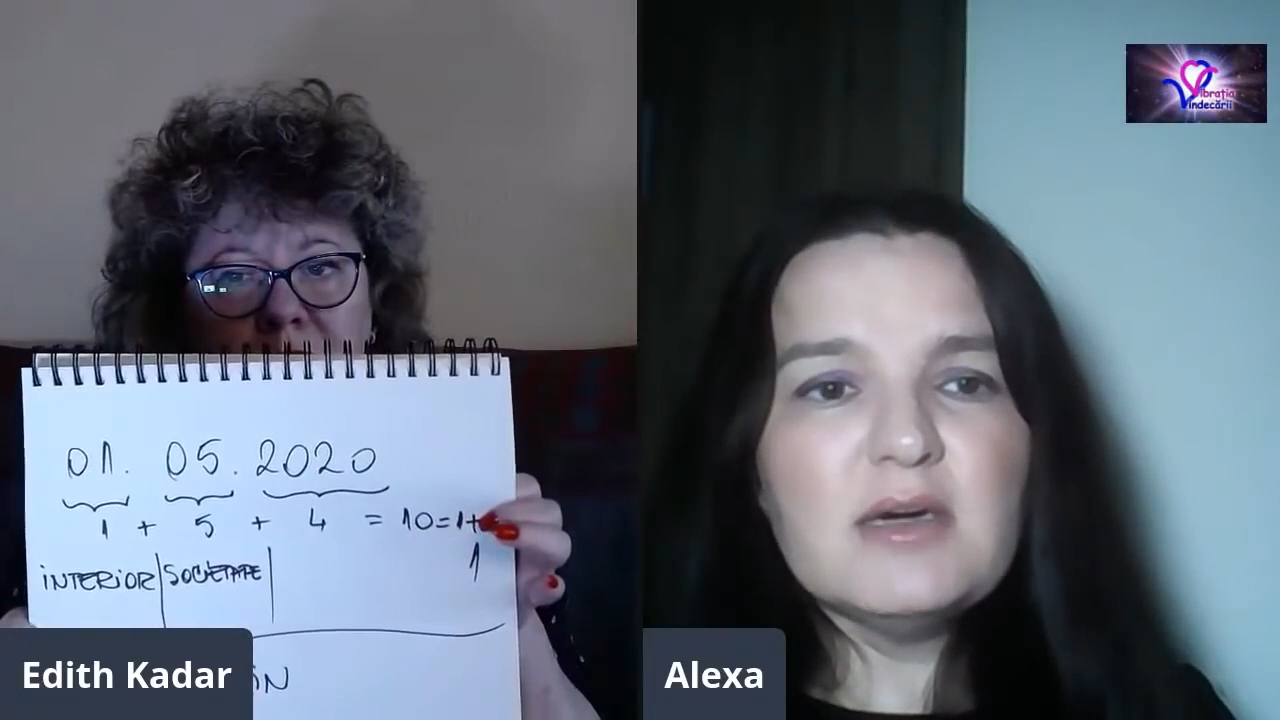 Vibrația
Vindecării
01. 05. 2020
1 + 5 + 4 = 10=1+
1
INTERIOR SOCIETATE
Edith Kadar
Alexa